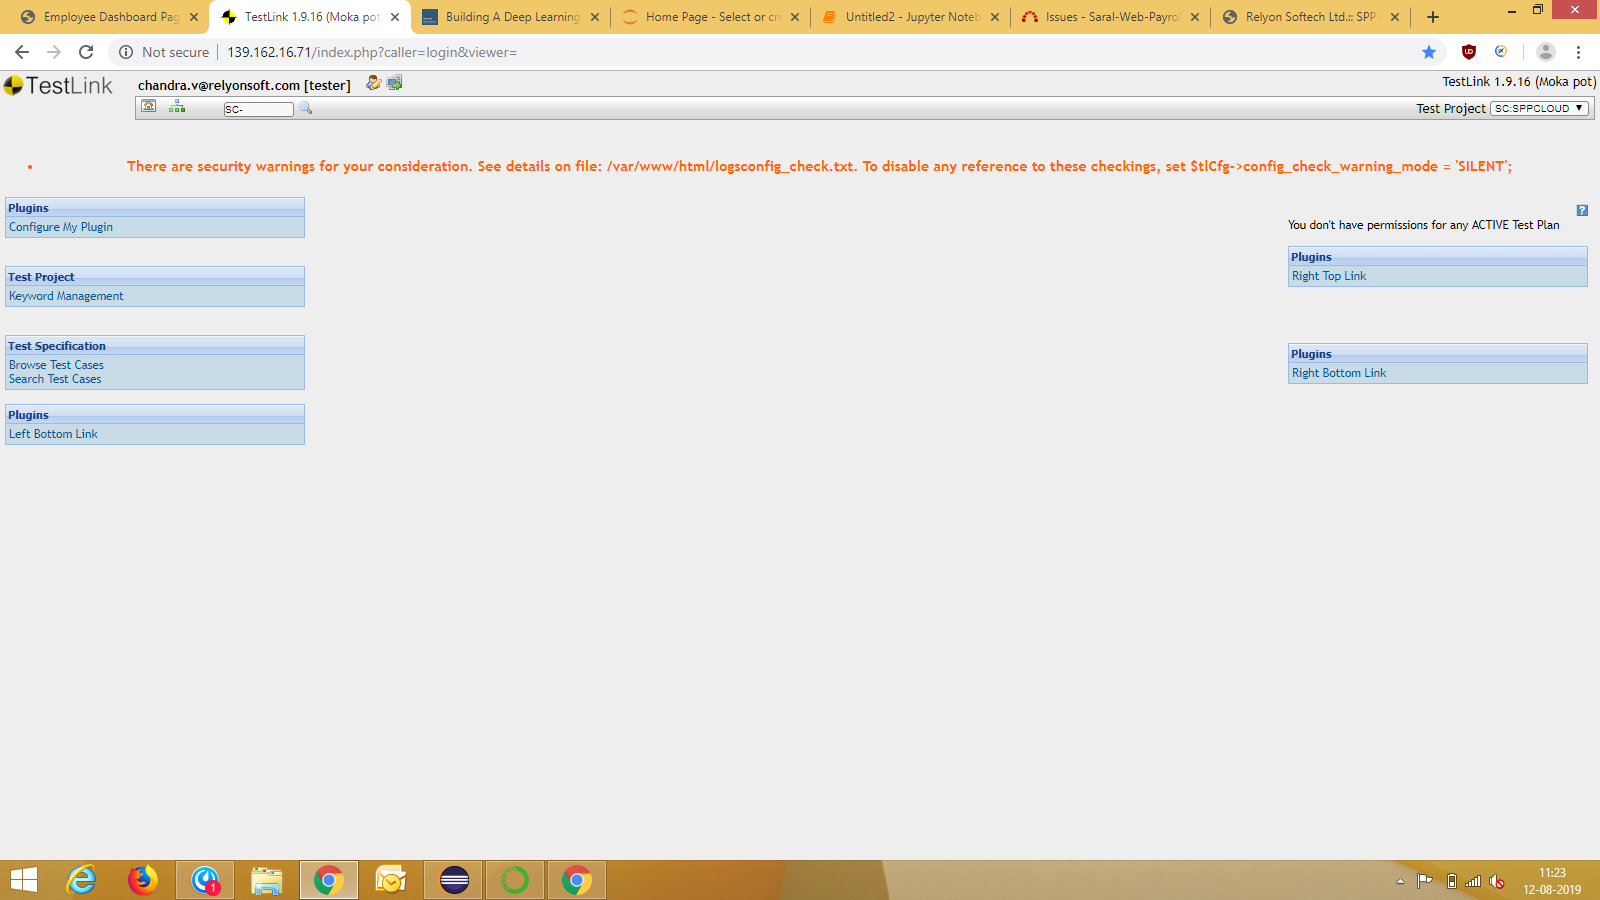 Employee Dashboard Pag
TestLink 1.9.16 (Moka pot
Building A Deep Learning
Home Page - Select or cre
Untitled2 - Jupyter Noteb
Issues - Saral-Web-Payrol
Relyon Softech Ltd.:: SPP
Not secure
139.162.16.71/index.php?caller=login&viewer=
TestLink
chandra.v@relyonsoft.com [tester]
TestLink 1.9.16 (Moka pot)
SC-
Test Project
SC:SPPCLOUD
There are security warnings for your consideration. See details on file: /var/www/html/logsconfig_check.txt. To disable any reference to these checkings, set $tlCfg->config_check_warning_mode = 'SILENT';
Plugins
Configure My Plugin
Test Project
Keyword Management
Test Specification
Browse Test Cases
Search Test Cases
Plugins
Left Bottom Link
You don't have permissions for any ACTIVE Test Plan
Plugins
Right Top Link
Plugins
Right Bottom Link
1
11:23
12-08-2019